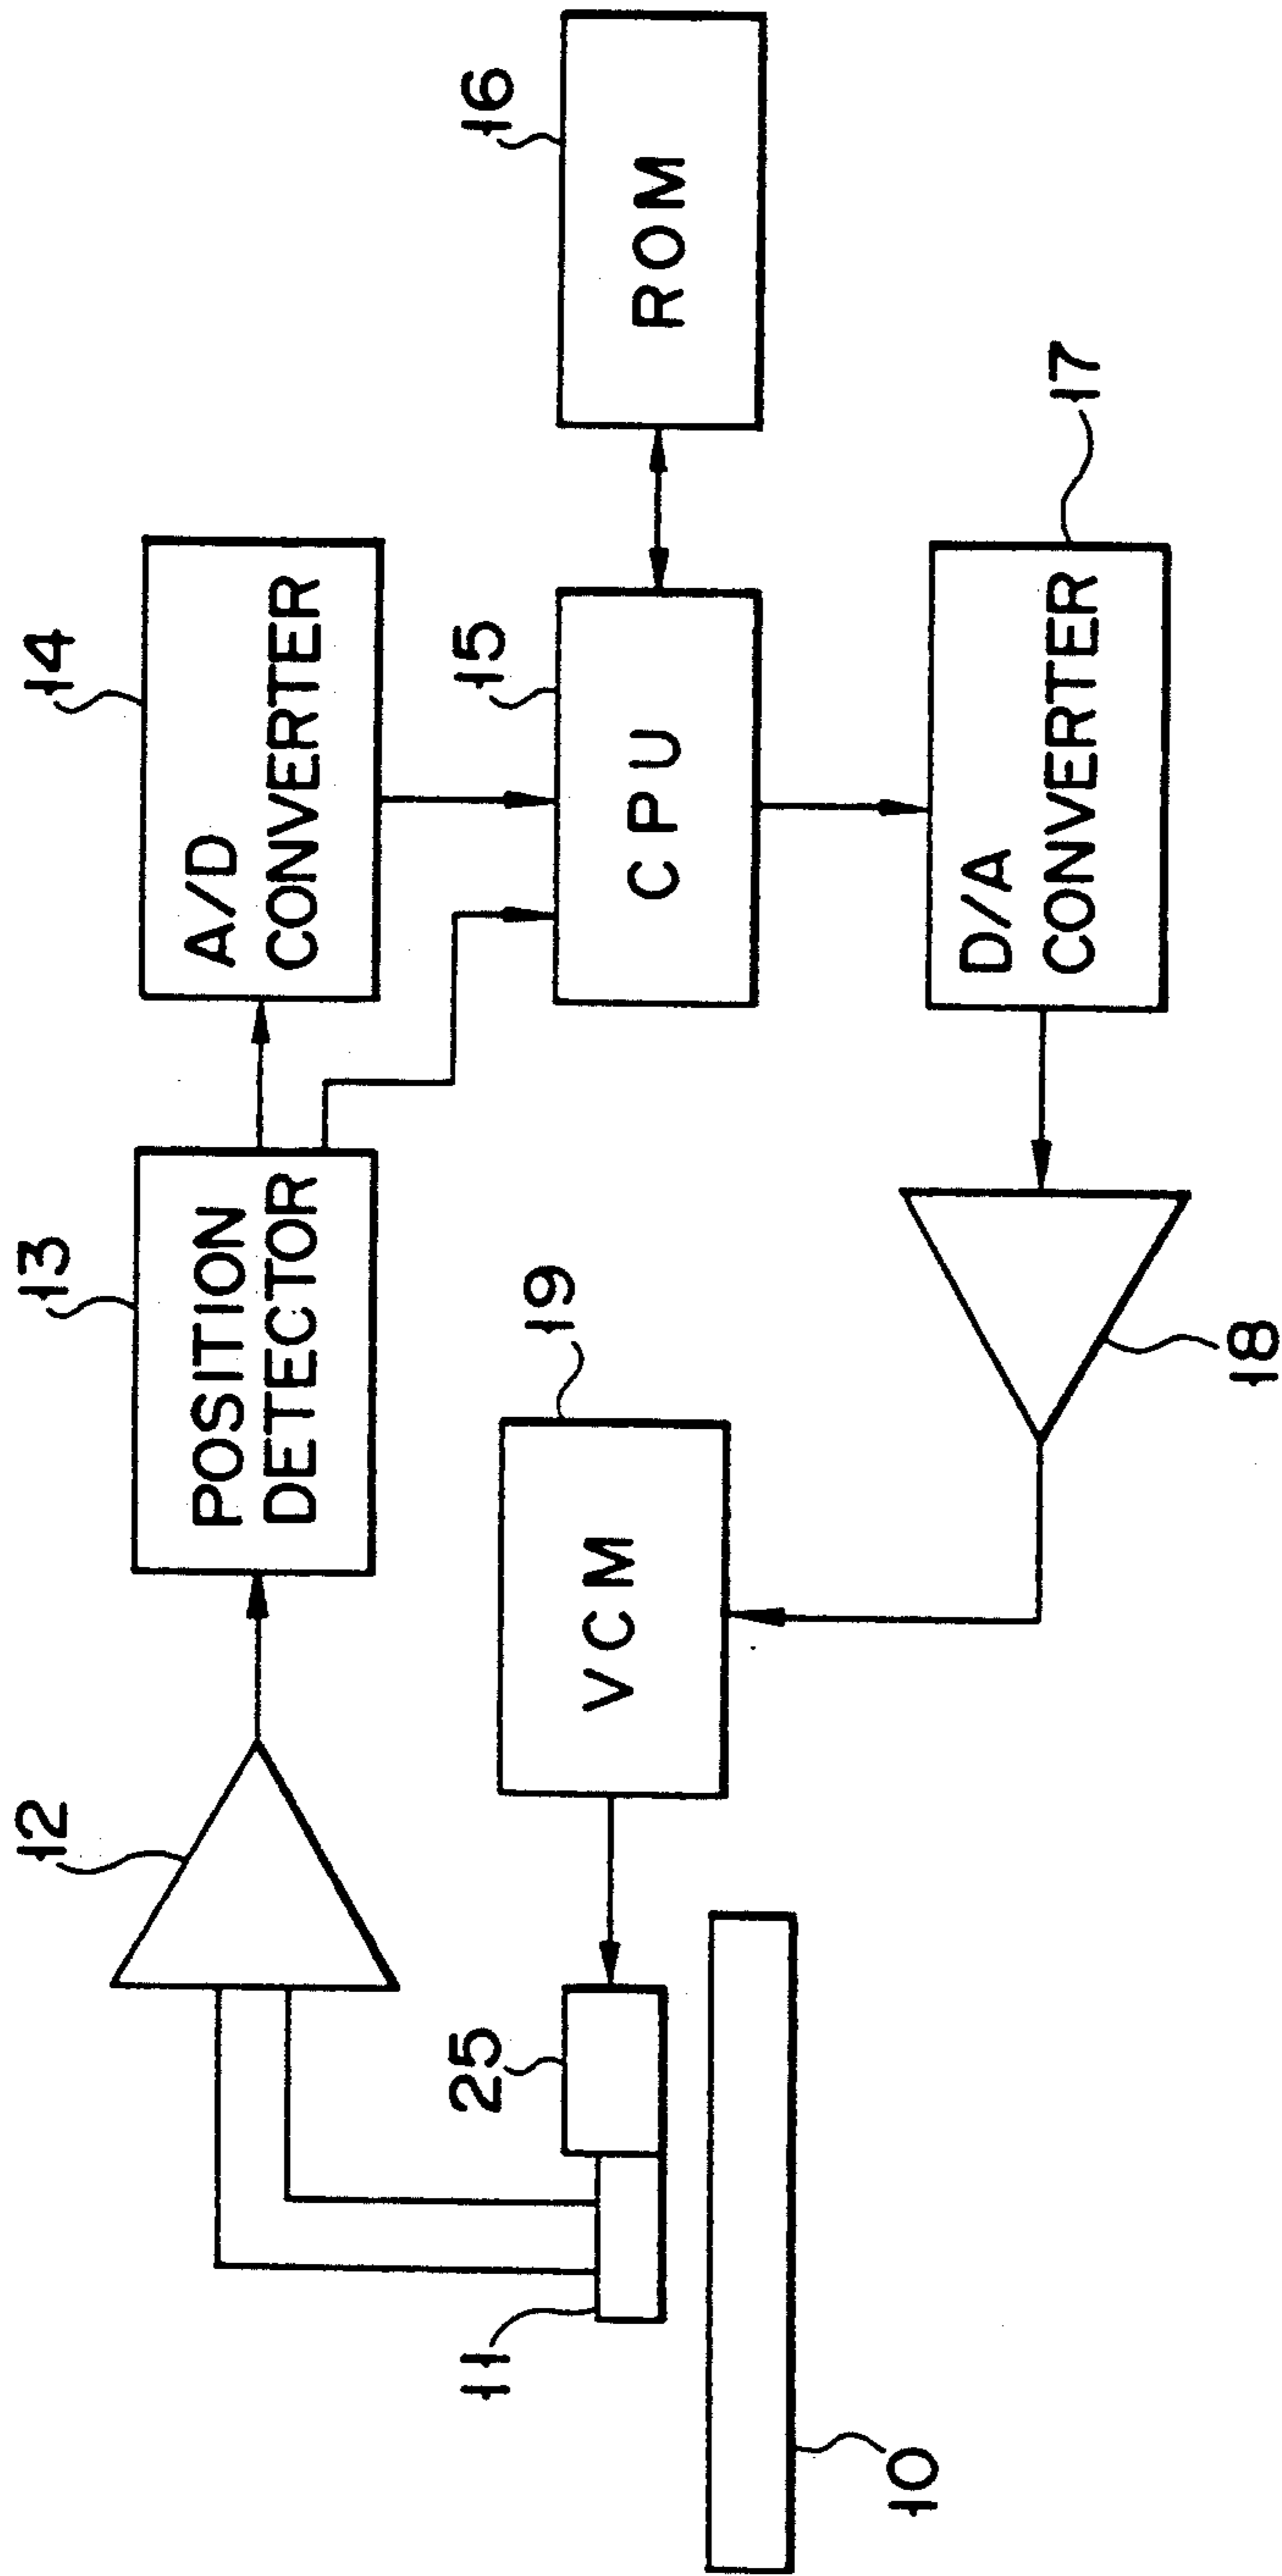 12
13
14
POSITION
DETECTOR
A/D
CONVERTER
11
25
19
15
16
VCM
CPU
ROM
10
18
17
D/A
CONVERTER